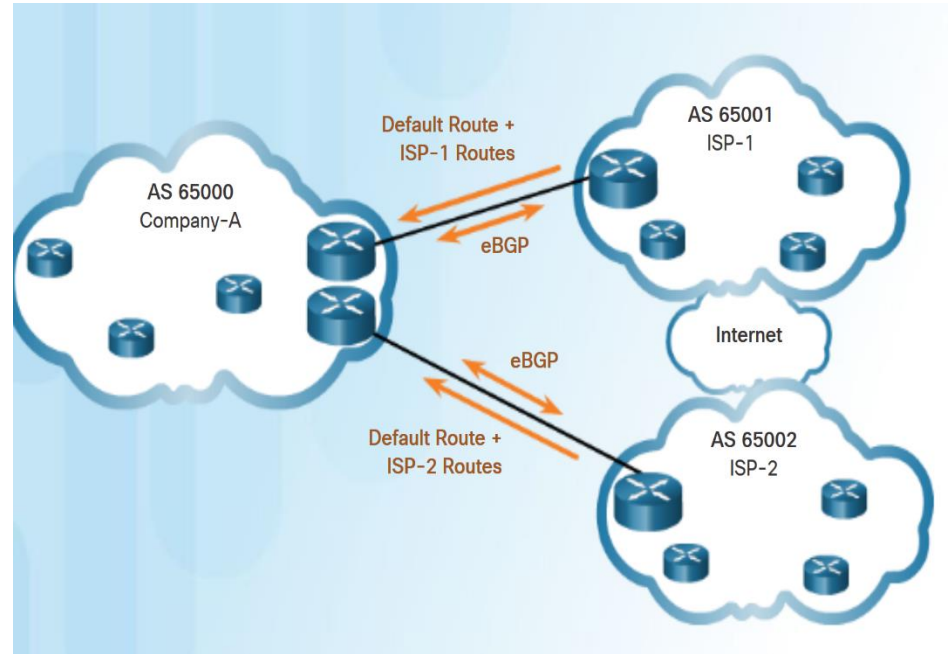 AS 65001
ISP-1
Default Route +
ISP-1 Routes
AS 65000
Company-A
eBGP
Internet
eBGP
Default Route +
ISP-2 Routes
AS 65002
ISP-2